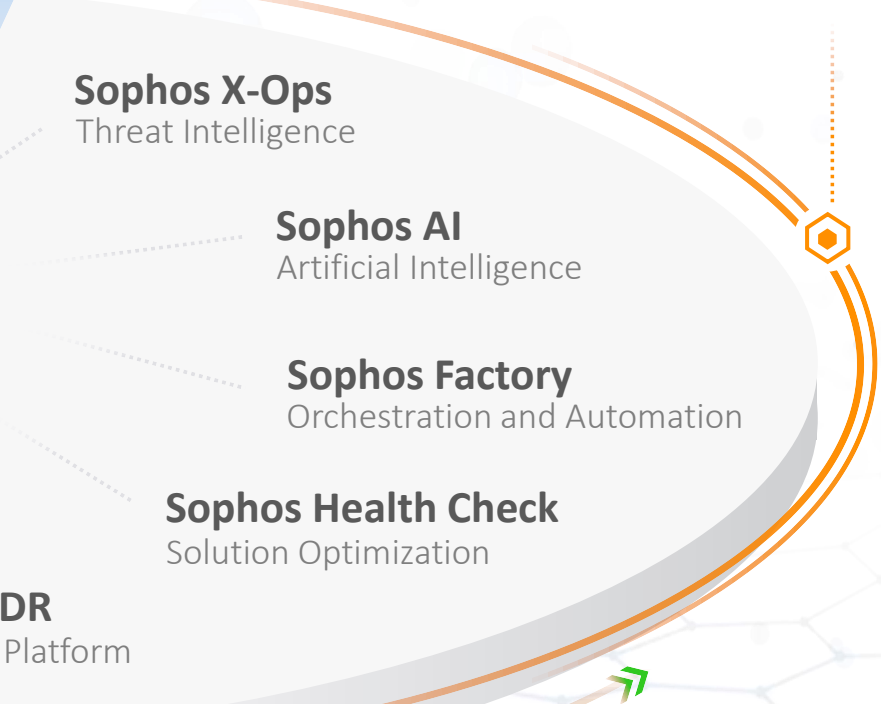 Sophos X-Ops
Threat Intelligence
Sophos AI
Artificial Intelligence
Sophos Factory
Orchestration and Automation
Sophos Health Check
Solution Optimization
DR
Platform